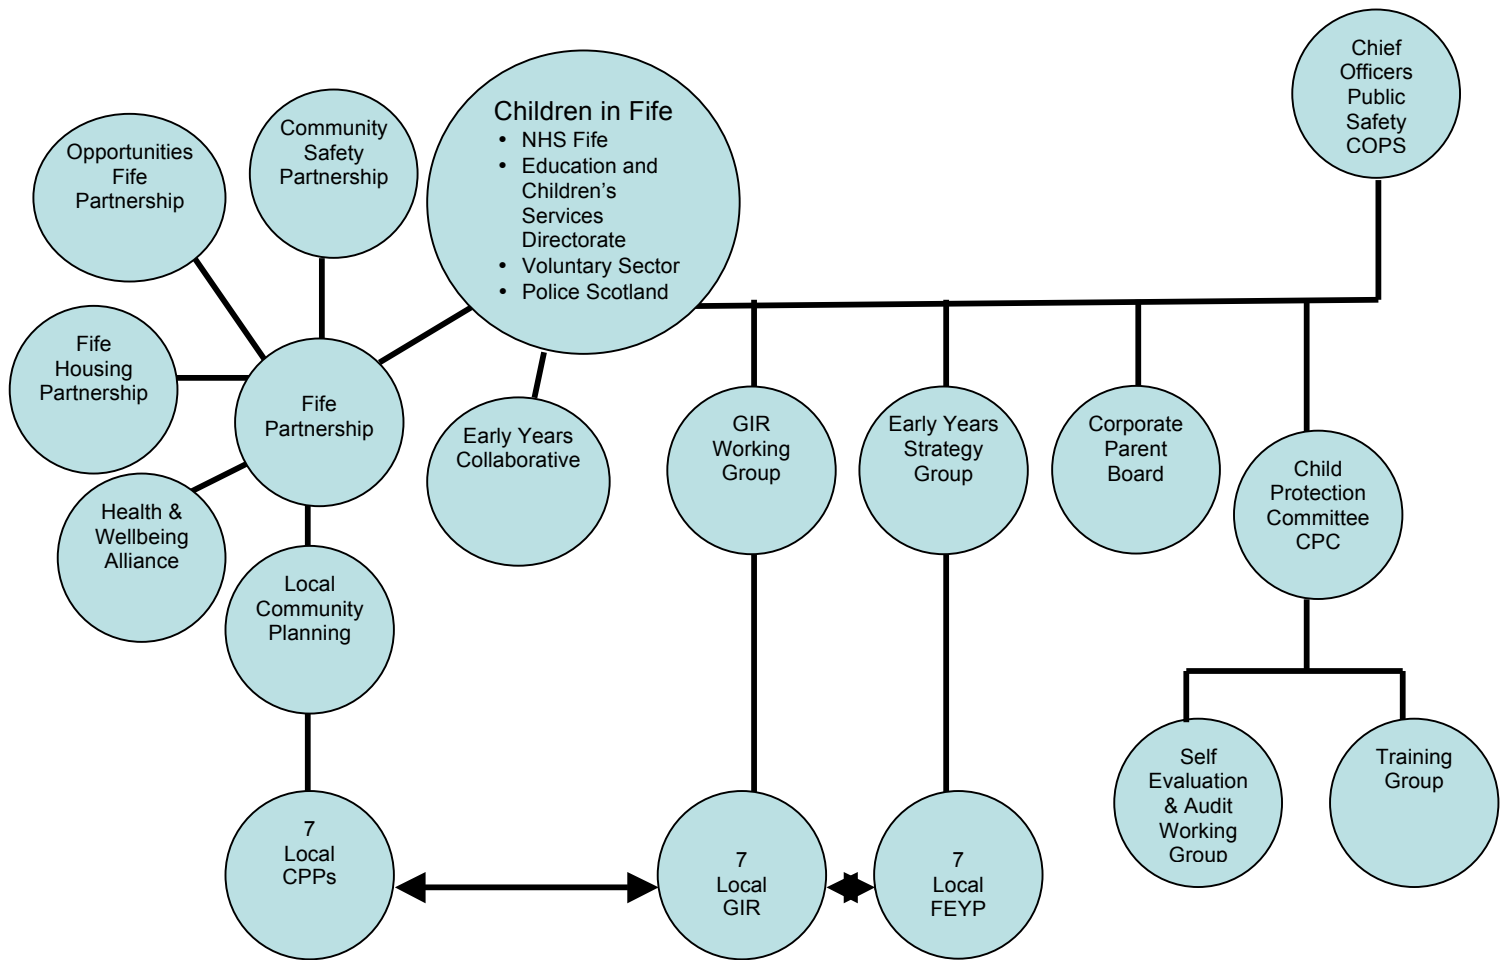 Chief
Officers
Public
Safety
COPS
Children in Fife
• NHS Fife
• Education and
Children's
Services
Directorate
• Voluntary Sector
• Police Scotland
Community
Safety
Partnership
Opportunities
Fife
Partnership
Fife
Housing
Partnership
Fife
Partnership
Early Years
Collaborative
GIR
Working
Group
Early Years
Strategy
Group
Corporate
Parent
Board
Child
Protection
Committee
CPC
Health &
Wellbeing
Alliance
Local
Community
Planning
Self
Evaluation
& Audit
Working
Group
Training
Group
7
Local
CPPs
7
Local
GIR
7
Local
FEYP